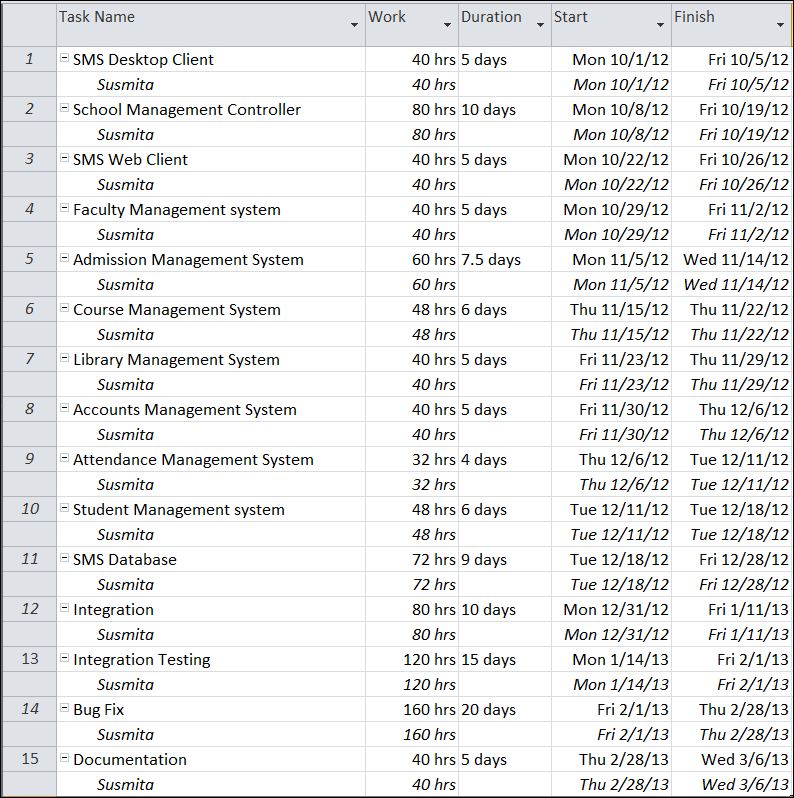 Task Name Work Duration Start Finish
1 SMS Desktop Client 40 hrs 5 days Mon 10/1/12 Fri 10/5/12
Susmita 40 hrs Mon 10/1/12 Fri 10/5/12
2 School Management Controller 80 hrs 10 days Mon 10/8/12 Fri 10/19/12
Susmita 80 hrs Mon 10/8/12 Fri 10/19/12
3 SMS Web Client 40 hrs 5 days Mon 10/22/12 Fri 10/26/12
Susmita 40 hrs Mon 10/22/12 Fri 10/26/12
4 Faculty Management system 40 hrs 5 days Mon 10/29/12 Fri 11/2/12
Susmita 40 hrs Mon 10/29/12 Fri 11/2/12
5 Admission Management System 60 hrs 7.5 days Mon 11/5/12 Wed 11/14/12
Susmita 60 hrs Mon 11/5/12 Wed 11/14/12
6 Course Management System 48 hrs 6 days Thu 11/15/12 Thu 11/22/12
Susmita 48 hrs Thu 11/15/12 Thu 11/22/12
7 Library Management System 40 hrs 5 days Fri 11/23/12 Thu 11/29/12
Susmita 40 hrs Fri 11/23/12 Thu 11/29/12
8 Accounts Management System 40 hrs 5 days Fri 11/30/12 Thu 12/6/12
Susmita 40 hrs Fri 11/30/12 Thu 12/6/12
9 Attendance Management System 32 hrs 4 days Thu 12/6/12 Tue 12/11/12
Susmita 32 hrs Thu 12/6/12 Tue 12/11/12
10 Student Management system 48 hrs 6 days Tue 12/11/12 Tue 12/18/12
Susmita 48 hrs Tue 12/11/12 Tue 12/18/12
11 SMS Database 72 hrs 9 days Tue 12/18/12 Fri 12/28/12
Susmita 72 hrs Tue 12/18/12 Fri 12/28/12
12 Integration 80 hrs 10 days Mon 12/31/12 Fri 1/11/13
Susmita 80 hrs Mon 12/31/12 Fri 1/11/13
13 Integration Testing 120 hrs 15 days Mon 1/14/13 Fri 2/1/13
Susmita 120 hrs Mon 1/14/13 Fri 2/1/13
14 Bug Fix 160 hrs 20 days Fri 2/1/13 Thu 2/28/13
Susmita 160 hrs Fri 2/1/13 Thu 2/28/13
15 Documentation 40 hrs 5 days Thu 2/28/13 Wed 3/6/13
Susmita 40 hrs Thu 2/28/13 Wed 3/6/13